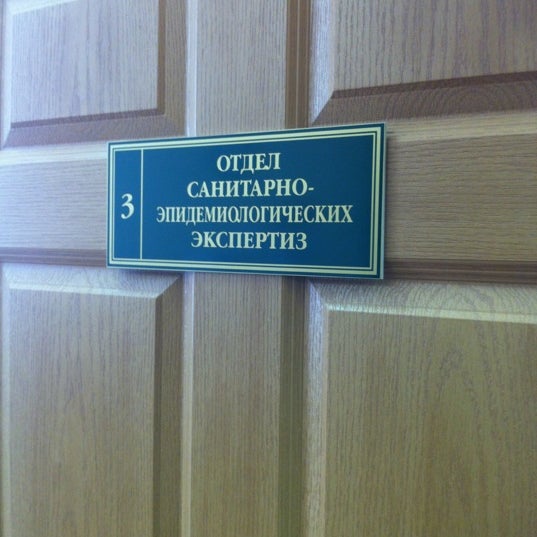 3
ОТДЕЛ
САНИТАРНО-
ЭПИДЕМИОЛОГИЧЕСКИХ
ЭКСПЕРТИЗ